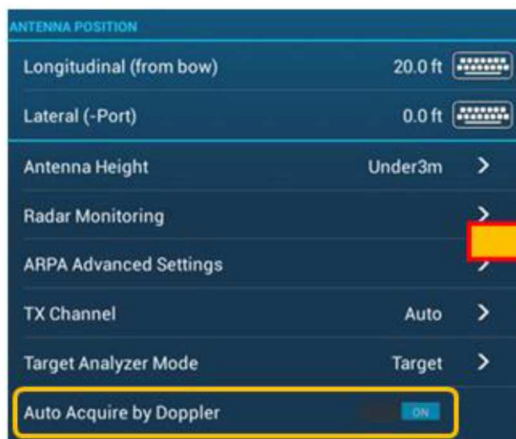 ANTENNA POSITION
Longitudinal (from bow) 20.0 ft
Lateral (-Port) 0.0 ft
Antenna Height Under3m
Radar Monitoring
ARPA Advanced Settings
TX Channel Auto
Target Analyzer Mode Target
Auto Acquire by Doppler ON